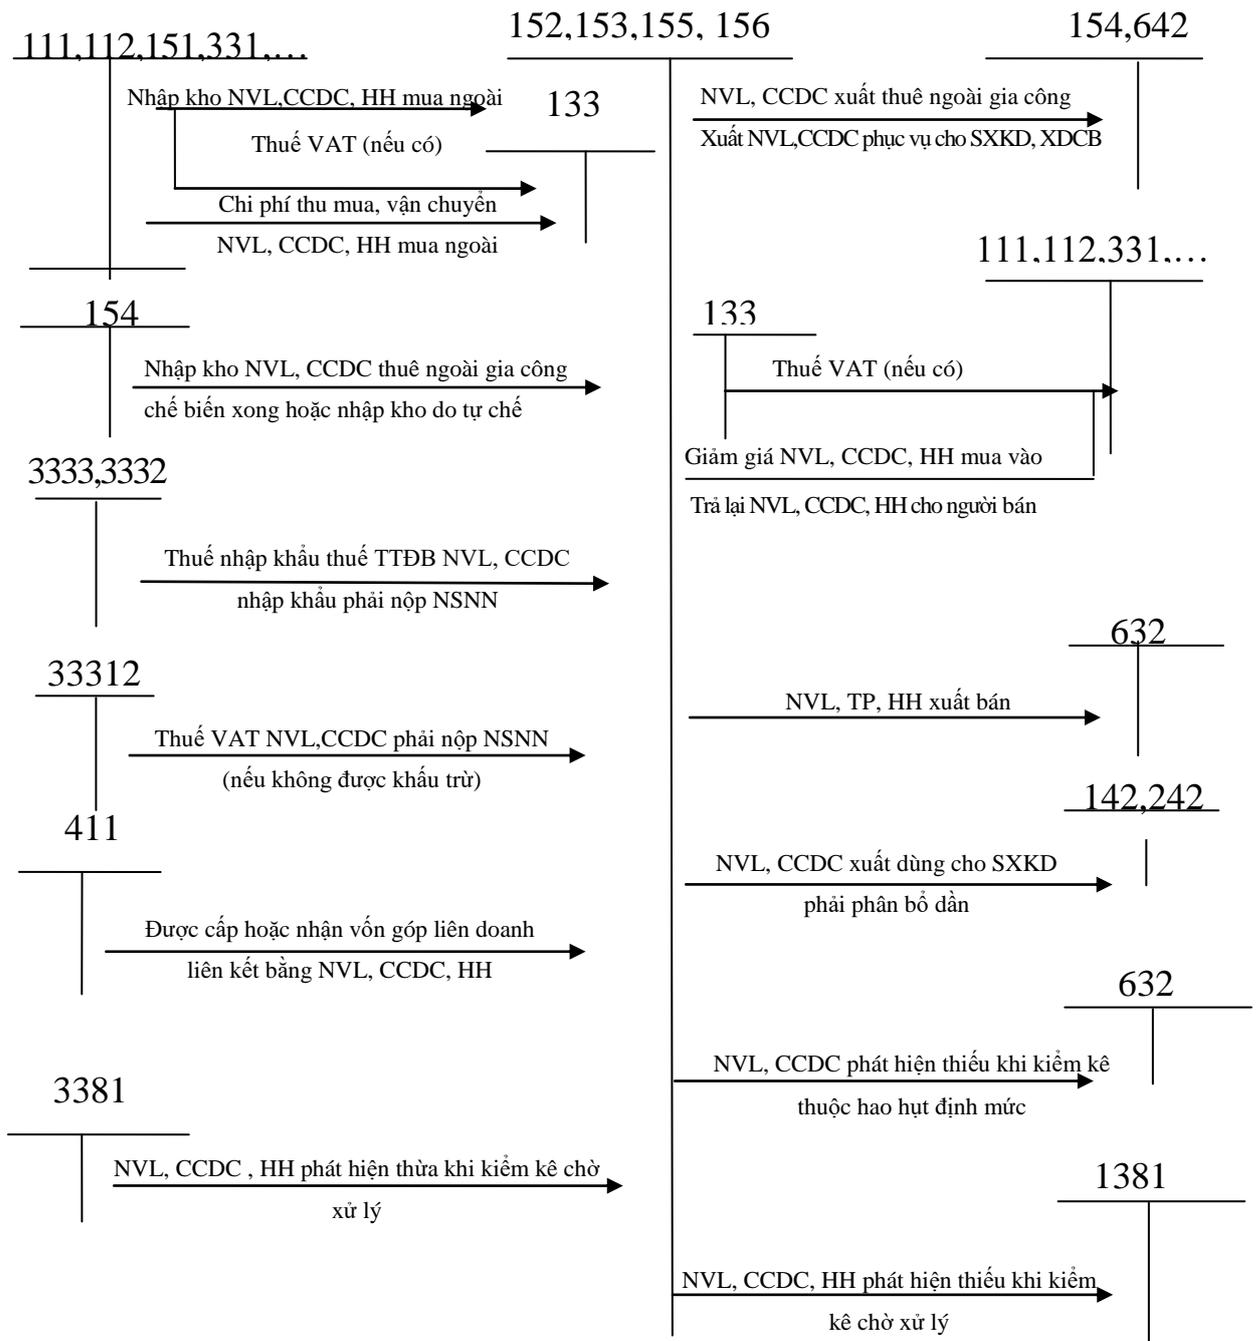 152,153,155, 156
154,642
111,112,151,331,…
Nhập kho NVL,CCDC, HH mua ngoài
133
Thuế VAT (nếu có)
Chi phí thu mua, vận chuyển
NVL, CCDC, HH mua ngoài
NVL, CCDC xuất thuê ngoài gia công
Xuất NVL,CCDC phục vụ cho SXKD, XDCB
111,112,331,…
154
Nhập kho NVL, CCDC thuê ngoài gia công
chế biến xong hoặc nhập kho do tự chế
133
Thuế VAT (nếu có)
Giảm giá NVL, CCDC, HH mua vào
Trả lại NVL, CCDC, HH cho người bán
3333,3332
Thuế nhập khẩu thuế TTĐB NVL, CCDC
nhập khẩu phải nộp NSNN
632
NVL, TP, HH xuất bán
33312
Thuế VAT NVL,CCDC phải nộp NSNN
(nếu không được khấu trừ)
142,242
NVL, CCDC xuất dùng cho SXKD
phải phân bổ dần
411
Được cấp hoặc nhận vốn góp liên doanh
liên kết bằng NVL, CCDC, HH
632
NVL, CCDC phát hiện thiếu khi kiểm kê
thuộc hao hụt định mức
3381
NVL, CCDC , HH phát hiện thừa khi kiểm kê chờ
xử lý
1381
NVL, CCDC, HH phát hiện thiếu khi kiểm
kê chờ xử lý